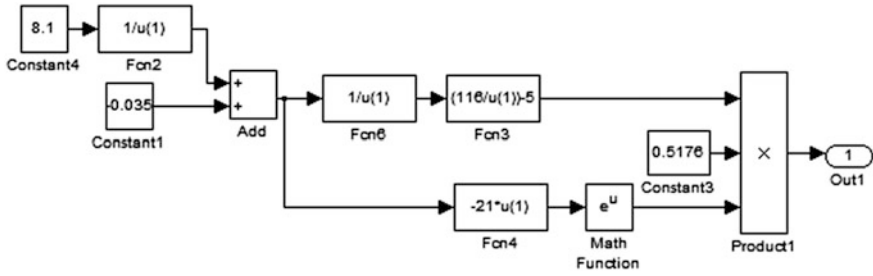 8.1
Constant4
1/u(1)
Fcn2
-0.035
Constant1
+
+
Add
1/u(1)
Fcn6
(116/u(1))-5
Fcn3
0.5176
Constant3
-21*u(1)
Fcn4
e^u
Math
Function
×
Product1
1
Out1